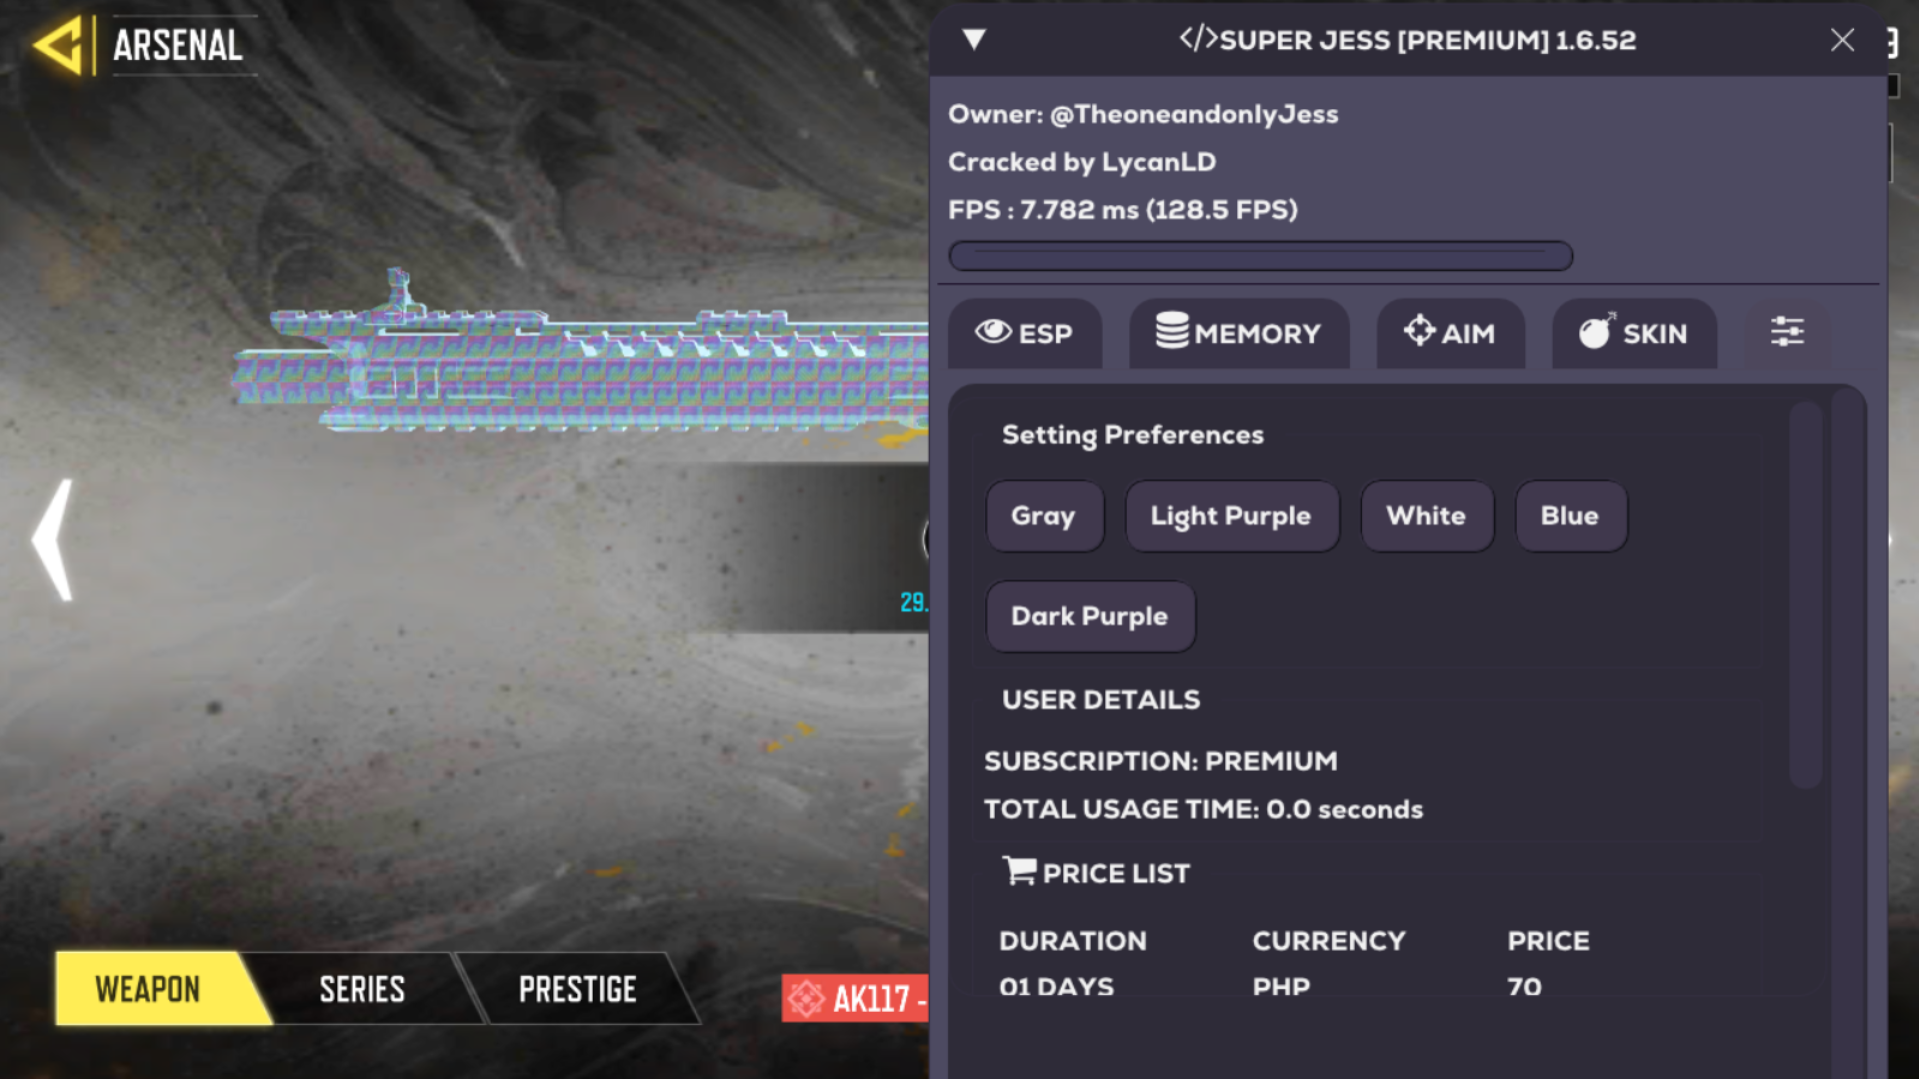 ARSENAL
</>SUPER JESS [PREMIUM] 1.6.52
Owner: @TheoneandonlyJess
Cracked by LycanLD
FPS : 7.782 ms (128.5 FPS)
ESP
MEMORY
AIM
SKIN
Setting Preferences
Gray
Light Purple
White
Blue
Dark Purple
29.
USER DETAILS
SUBSCRIPTION: PREMIUM
TOTAL USAGE TIME: 0.0 seconds
PRICE LIST
DURATION CURRENCY PRICE
01 DAYS PHP 70
WEAPON
SERIES
PRESTIGE
AK117 -